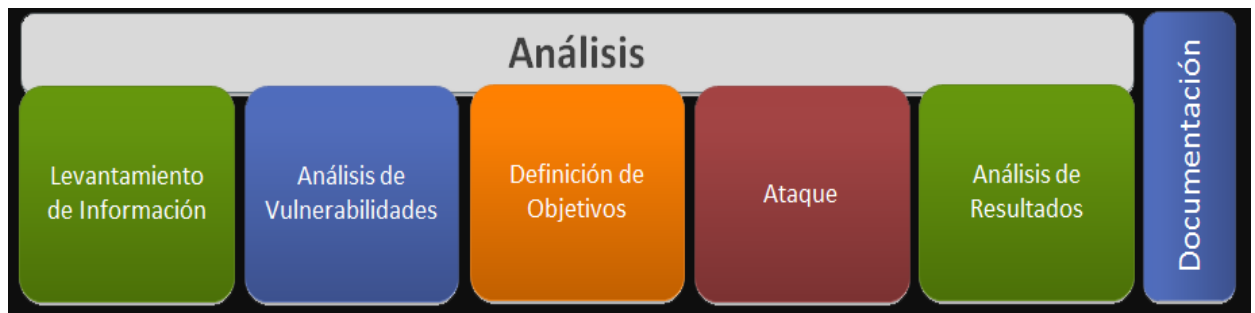 Análisis
Levantamiento
de Información
Análisis de
Vulnerabilidades
Definición de
Objetivos
Ataque
Análisis de
Resultados
Documentación